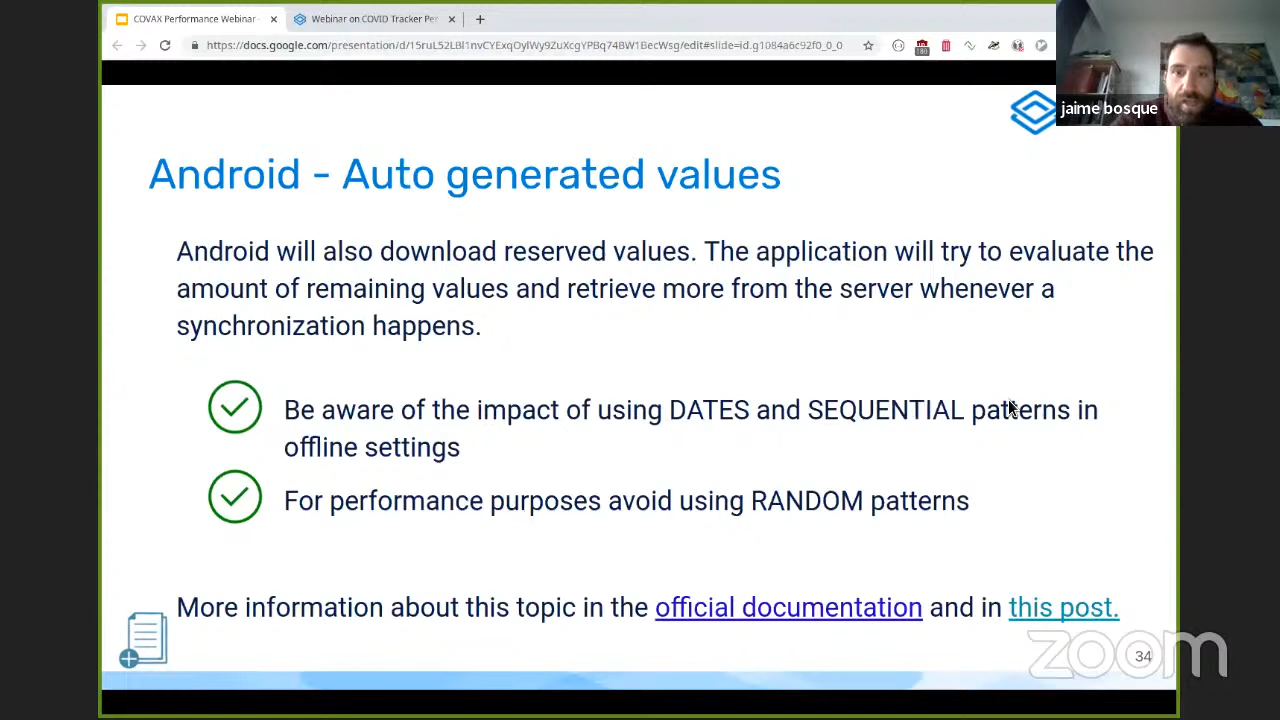 COVAX Performance Webinar
Webinar on COVID Tracker Per
https://docs.google.com/presentation/d/15ruL52LBl1nvCYExqOylWy9ZuXcgYPBq74BW1BecWsg/edit#slide=id.g1084a6c92f0_0_0
jaime bosque
Android - Auto generated values
Android will also download reserved values. The application will try to evaluate the
amount of remaining values and retrieve more from the server whenever a
synchronization happens.
Be aware of the impact of using DATES and SEQUENTIAL patterns in
offline settings
For performance purposes avoid using RANDOM patterns
More information about this topic in the official documentation and in this post.
zoom
34